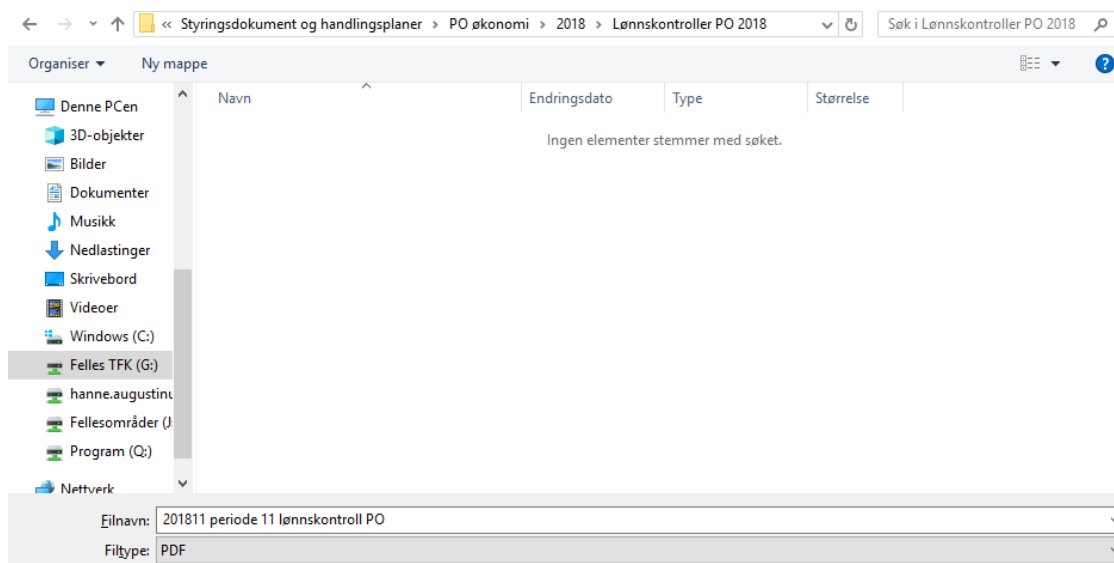 « Styringsdokument og handlingsplaner › PO økonomi › 2018 › Lønnskontroller PO 2018
Søk i Lønnskontroller PO 2018
Organiser Ny mappe
Navn Endringsdato Type Størrelse
Ingen elementer stemmer med søket.
Denne PCen
3D-objekter
Bilder
Dokumenter
Musikk
Nedlastinger
Skrivebord
Videoer
Windows (C:)
Felles TFK (G:)
hanne.augustinu
Fellesområder (J:
Program (Q:)
Nettverk
Filnavn: 201811 periode 11 lønnskontroll PO
Filtype: PDF